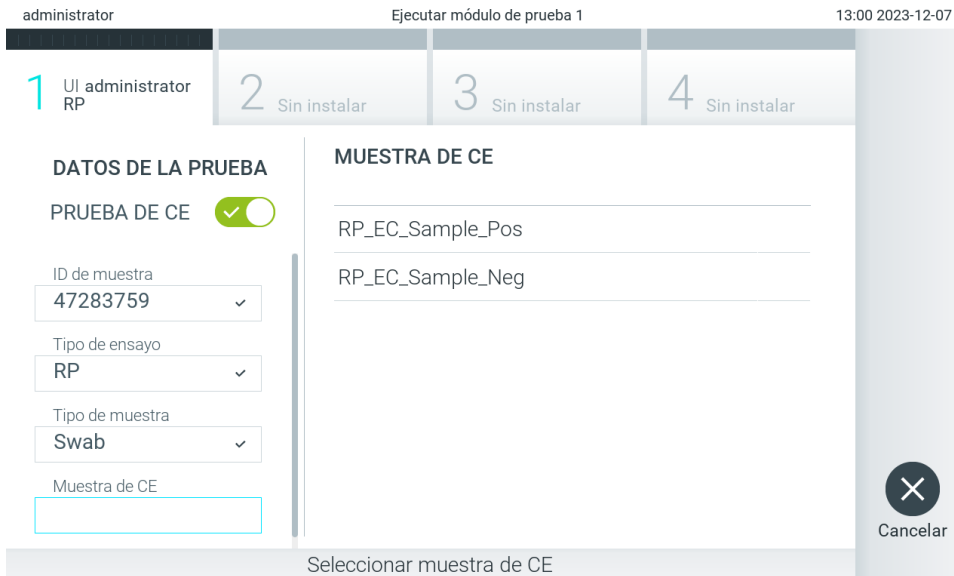 administrator
Ejecutar módulo de prueba 1
13:00 2023-12-07
1 UI administrator
RP
2 Sin instalar
3 Sin instalar
4 Sin instalar
DATOS DE LA PRUEBA
PRUEBA DE CE
ID de muestra
47283759
Tipo de ensayo
RP
Tipo de muestra
Swab
Muestra de CE
MUESTRA DE CE
RP_EC_Sample_Pos
RP_EC_Sample_Neg
Cancelar
Seleccionar muestra de CE